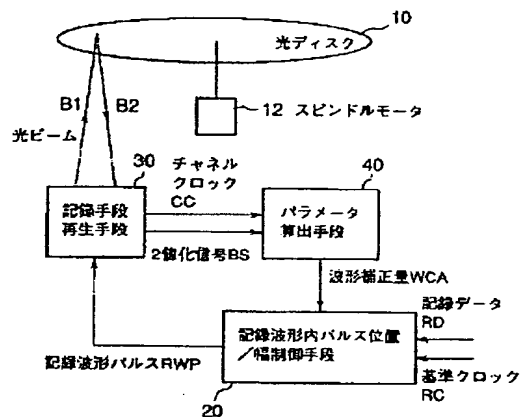 10
光ディスク
B1
B2
12 スピンドルモータ
光ビーム
30
チャネル
クロック
CC
40
記録手段
再生手段
パラメータ
算出手段
2値化信号BS
波形補正量WCA
記録データ
RD
記録波形内パルス位置
／幅制御手段
記録波形パルスRWP
基準クロック
RC
20